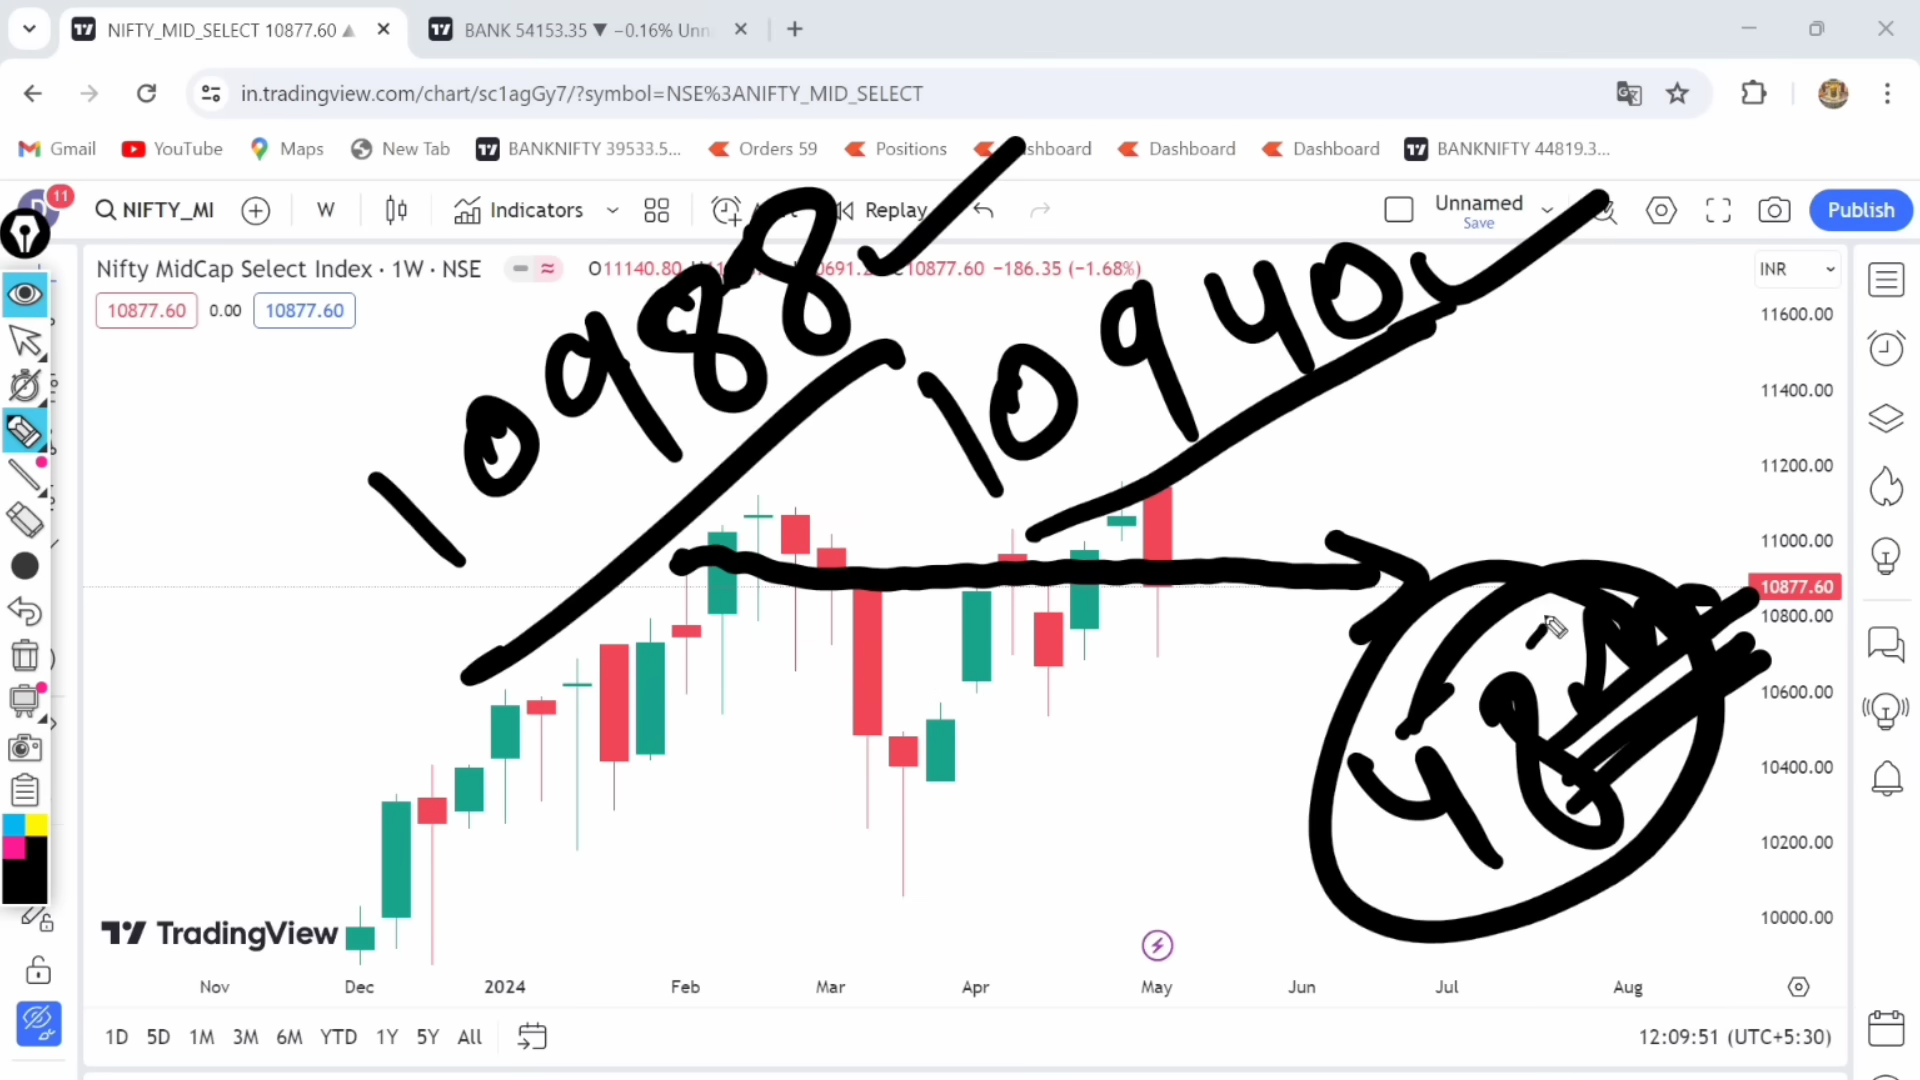 NIFTY_MID_SELECT 10877.60 ▲
BANK 54153.35 ▼ −0.16% Unn
in.tradingview.com/chart/sc1agGy7/?symbol=NSE%3ANIFTY_MID_SELECT
Gmail YouTube Maps New Tab BANKNIFTY 39533.5... Orders 59 Positions shboard Dashboard Dashboard BANKNIFTY 44819.3...
11
NIFTY_MI W Indicators Replay Unnamed Publish
Save
Nifty MidCap Select Index · 1W · NSE O11140.80 C10877.60 −186.35 (−1.68%) INR
10877.60 0.00 10877.60
10988
10940
11600.00
11400.00
11200.00
11000.00
10877.60
10800.00
10600.00
10400.00
10200.00
10000.00
TradingView
Nov Dec 2024 Feb Mar Apr May Jun Jul Aug
1D 5D 1M 3M 6M YTD 1Y 5Y All 12:09:51 (UTC+5:30)